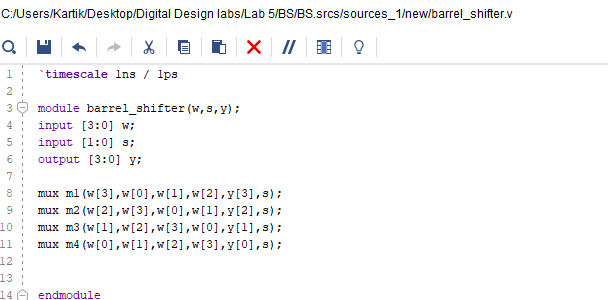 C:/Users/Kartik/Desktop/Digital Design labs/Lab 5/BS/BS.srcs/sources_1/new/barrel_shifter.v
1 `timescale 1ns / 1ps
2
3 module barrel_shifter(w,s,y);
4 input [3:0] w;
5 input [1:0] s;
6 output [3:0] y;
7
8 mux m1(w[3],w[0],w[1],w[2],y[3],s);
9 mux m2(w[2],w[3],w[0],w[1],y[2],s);
10 mux m3(w[1],w[2],w[3],w[0],y[1],s);
11 mux m4(w[0],w[1],w[2],w[3],y[0],s);
12
13
14 endmodule